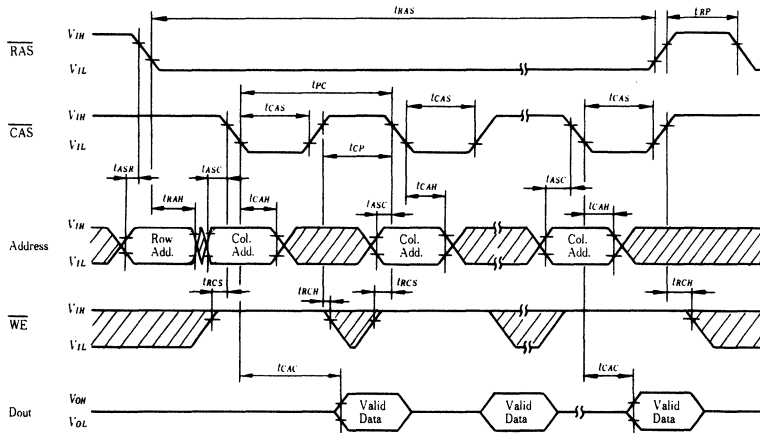 tRAS
tRP
RAS
VIH
VIL
tPC
tCAS
tCAS
tCAS
CAS
VIH
VIL
tCP
tASR
tASC
tASC
tASC
tRAH
tCAH
tCAH
tCAH
Address
VIH
VIL
Row Add.
Col. Add.
Col. Add.
Col. Add.
tRCS
tRCH
tRCS
tRCH
WE
VIH
VIL
tCAC
tCAC
Dout
VOH
VOL
Valid Data
Valid Data
Valid Data